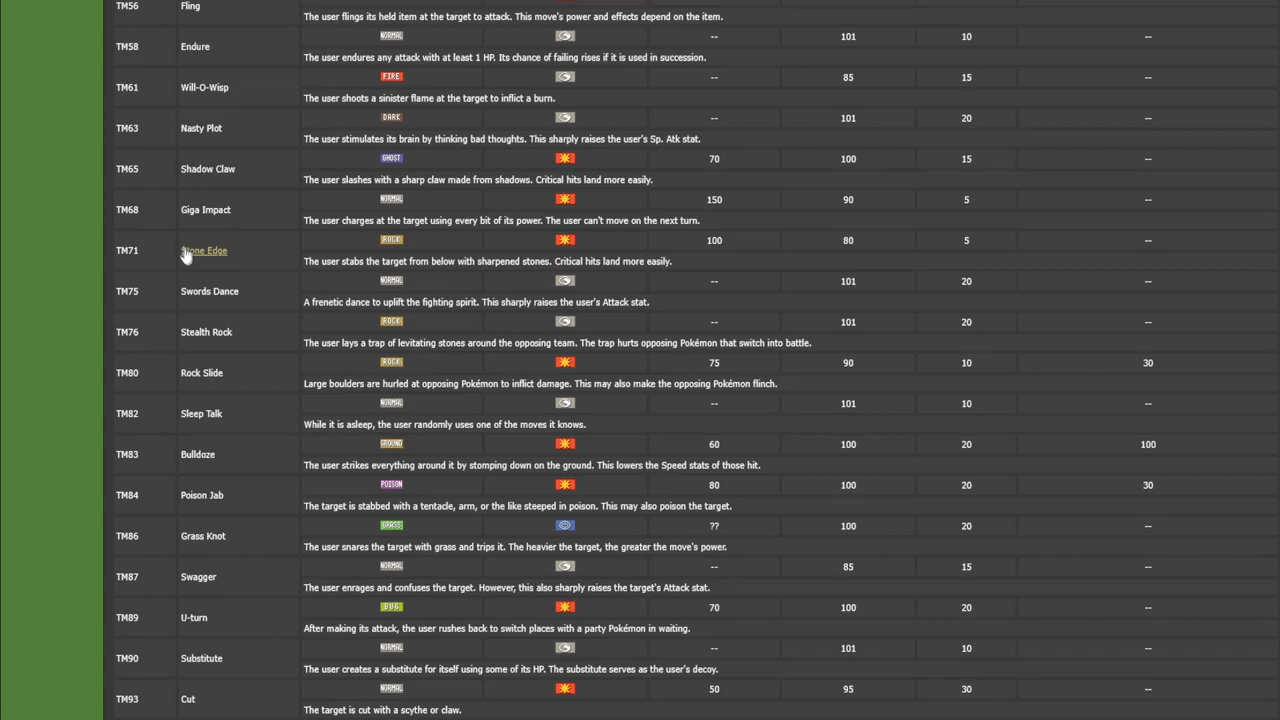 TM56 Fling
The user flings its held item at the target to attack. This move's power and effects depend on the item.
TM58 Endure NORMAL -- 101 10 --
The user endures any attack with at least 1 HP. Its chance of failing rises if it is used in succession.
TM61 Will-O-Wisp FIRE -- 85 15 --
The user shoots a sinister flame at the target to inflict a burn.
TM63 Nasty Plot DARK -- 101 20 --
The user stimulates its brain by thinking bad thoughts. This sharply raises the user's Sp. Atk stat.
TM65 Shadow Claw GHOST 70 100 15 --
The user slashes with a sharp claw made from shadows. Critical hits land more easily.
TM68 Giga Impact NORMAL 150 90 5 --
The user charges at the target using every bit of its power. The user can't move on the next turn.
TM71 Stone Edge ROCK 100 80 5 --
The user stabs the target from below with sharpened stones. Critical hits land more easily.
TM75 Swords Dance NORMAL -- 101 20 --
A frenetic dance to uplift the fighting spirit. This sharply raises the user's Attack stat.
TM76 Stealth Rock ROCK -- 101 20 --
The user lays a trap of levitating stones around the opposing team. The trap hurts opposing Pokémon that switch into battle.
TM80 Rock Slide ROCK 75 90 10 30
Large boulders are hurled at opposing Pokémon to inflict damage. This may also make the opposing Pokémon flinch.
TM82 Sleep Talk NORMAL -- 101 10 --
While it is asleep, the user randomly uses one of the moves it knows.
TM83 Bulldoze GROUND 60 100 20 100
The user strikes everything around it by stomping down on the ground. This lowers the Speed stats of those hit.
TM84 Poison Jab POISON 80 100 20 30
The target is stabbed with a tentacle, arm, or the like steeped in poison. This may also poison the target.
TM86 Grass Knot GRASS ?? 100 20 --
The user snares the target with grass and trips it. The heavier the target, the greater the move's power.
TM87 Swagger NORMAL -- 85 15 --
The user enrages and confuses the target. However, this also sharply raises the target's Attack stat.
TM89 U-turn BUG 70 100 20 --
After making its attack, the user rushes back to switch places with a party Pokémon in waiting.
TM90 Substitute NORMAL -- 101 10 --
The user creates a substitute for itself using some of its HP. The substitute serves as the user's decoy.
TM93 Cut NORMAL 50 95 30 --
The target is cut with a scythe or claw.